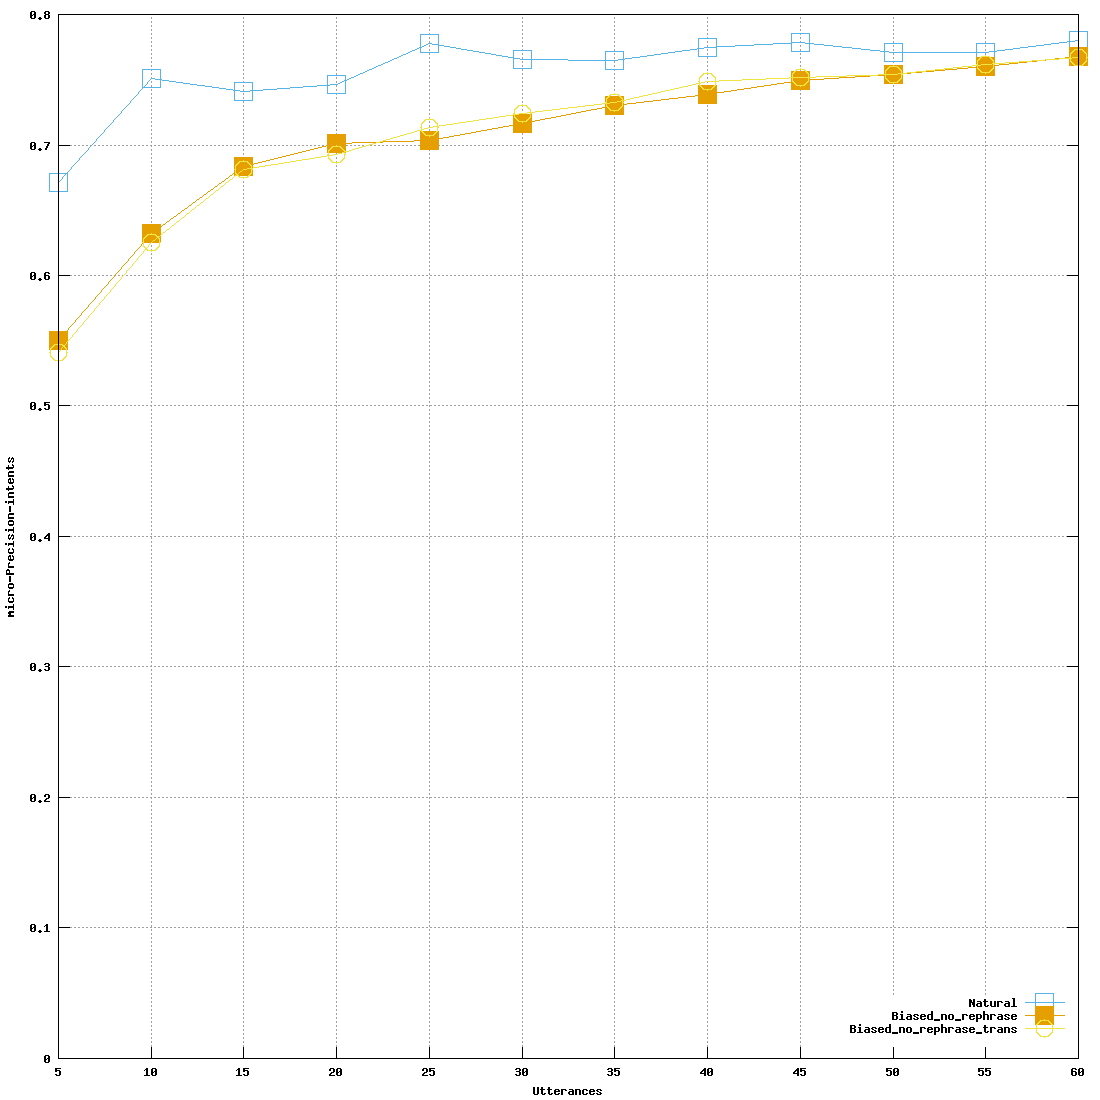 0.8
0.7
0.6
0.5
0.4
0.3
0.2
0.1
0
micro-Precision-intents
Natural
Biased_no_rephrase
Biased_no_rephrase_trans
5 10 15 20 25 30 35 40 45 50 55 60
Utterances